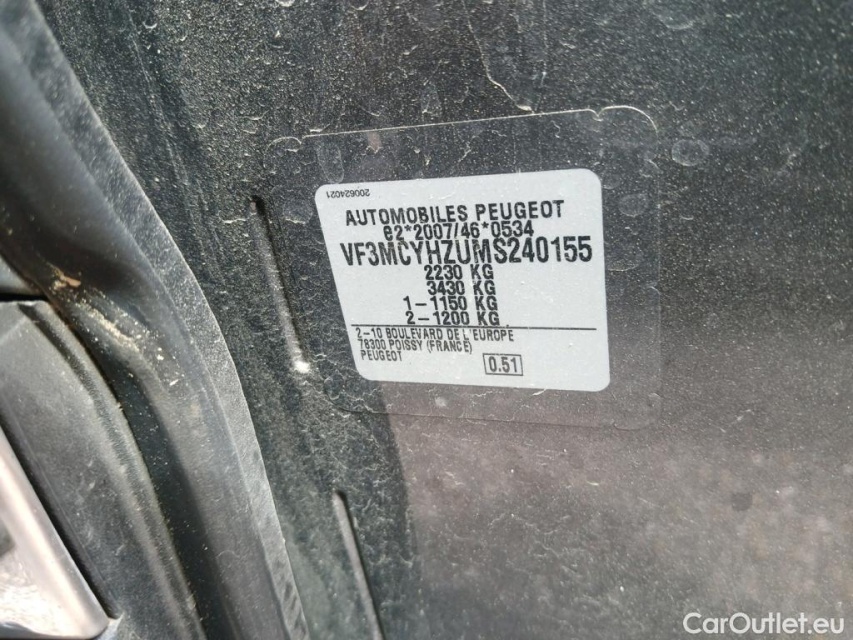 200624021
AUTOMOBILES PEUGEOT
e2*2007/46*0534
VF3MCYHZUMS240155
2230 KG
3430 KG
1-1150 KG
2-1200 KG
2-10 BOULEVARD DE L'EUROPE
78300 POISSY (FRANCE)
PEUGEOT
0.51
CarOutlet.eu